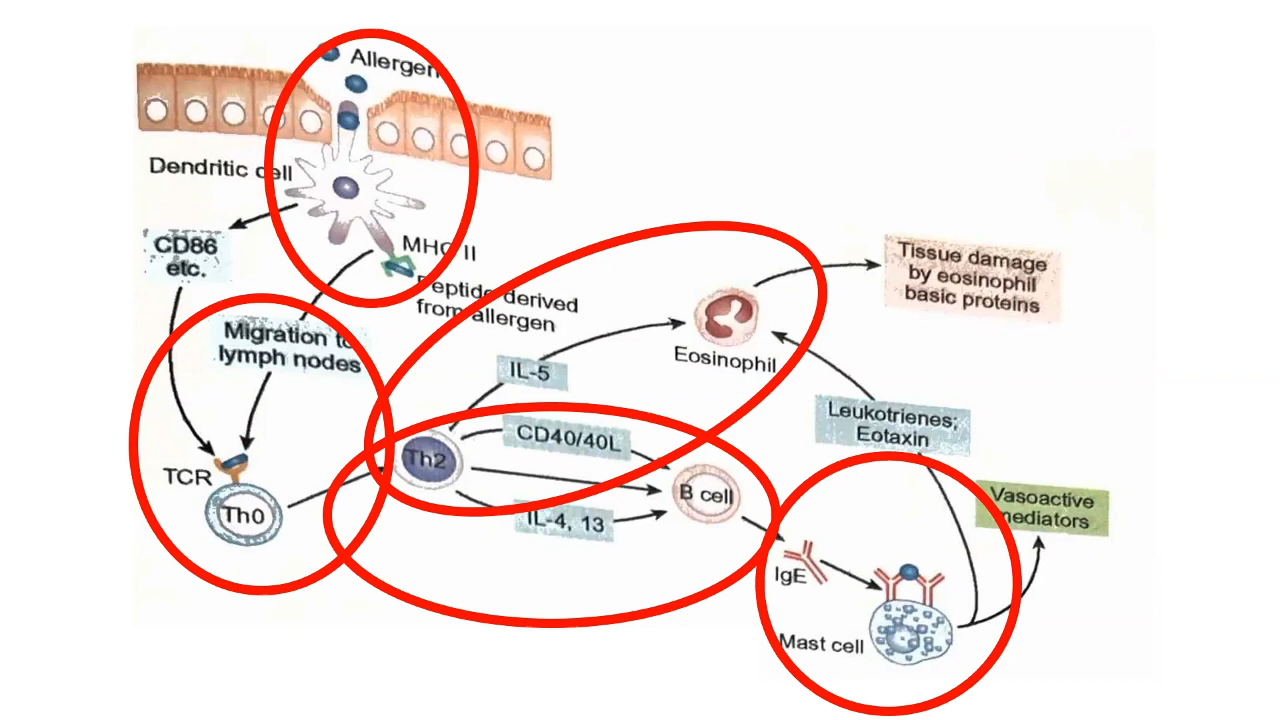 Allergen
Dendritic cell
CD86
etc.
MHC II
Peptide derived
from allergen
Migration to
lymph nodes
TCR
Th0
Th2
IL-5
Eosinophil
Tissue damage
by eosinophil
basic proteins
CD40/40L
B cell
IL-4, 13
Leukotrienes;
Eotaxin
Vasoactive
mediators
IgE
Mast cell